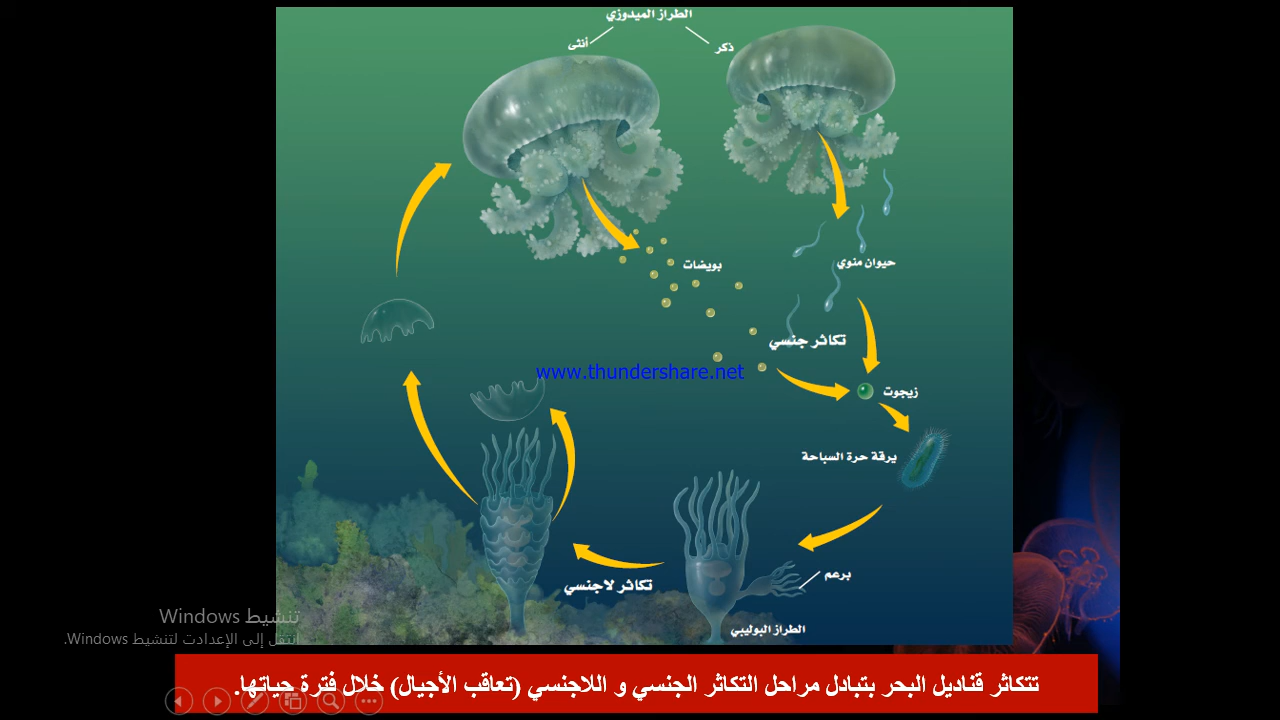 الطراز الميدوزي
ذكر
أنثى
بويضات
حيوان منوي
تكاثر جنسي
www.thundershare.net
زيجوت
يرقة حرة السباحة
برعم
تكاثر لاجنسي
الطراز البوليبي
تنشيط Windows
انتقل إلى الإعدادات لتنشيط Windows.
تتكاثر قناديل البحر بتبادل مراحل التكاثر الجنسي و اللاجنسي (تعاقب الأجيال) خلال فترة حياتها.